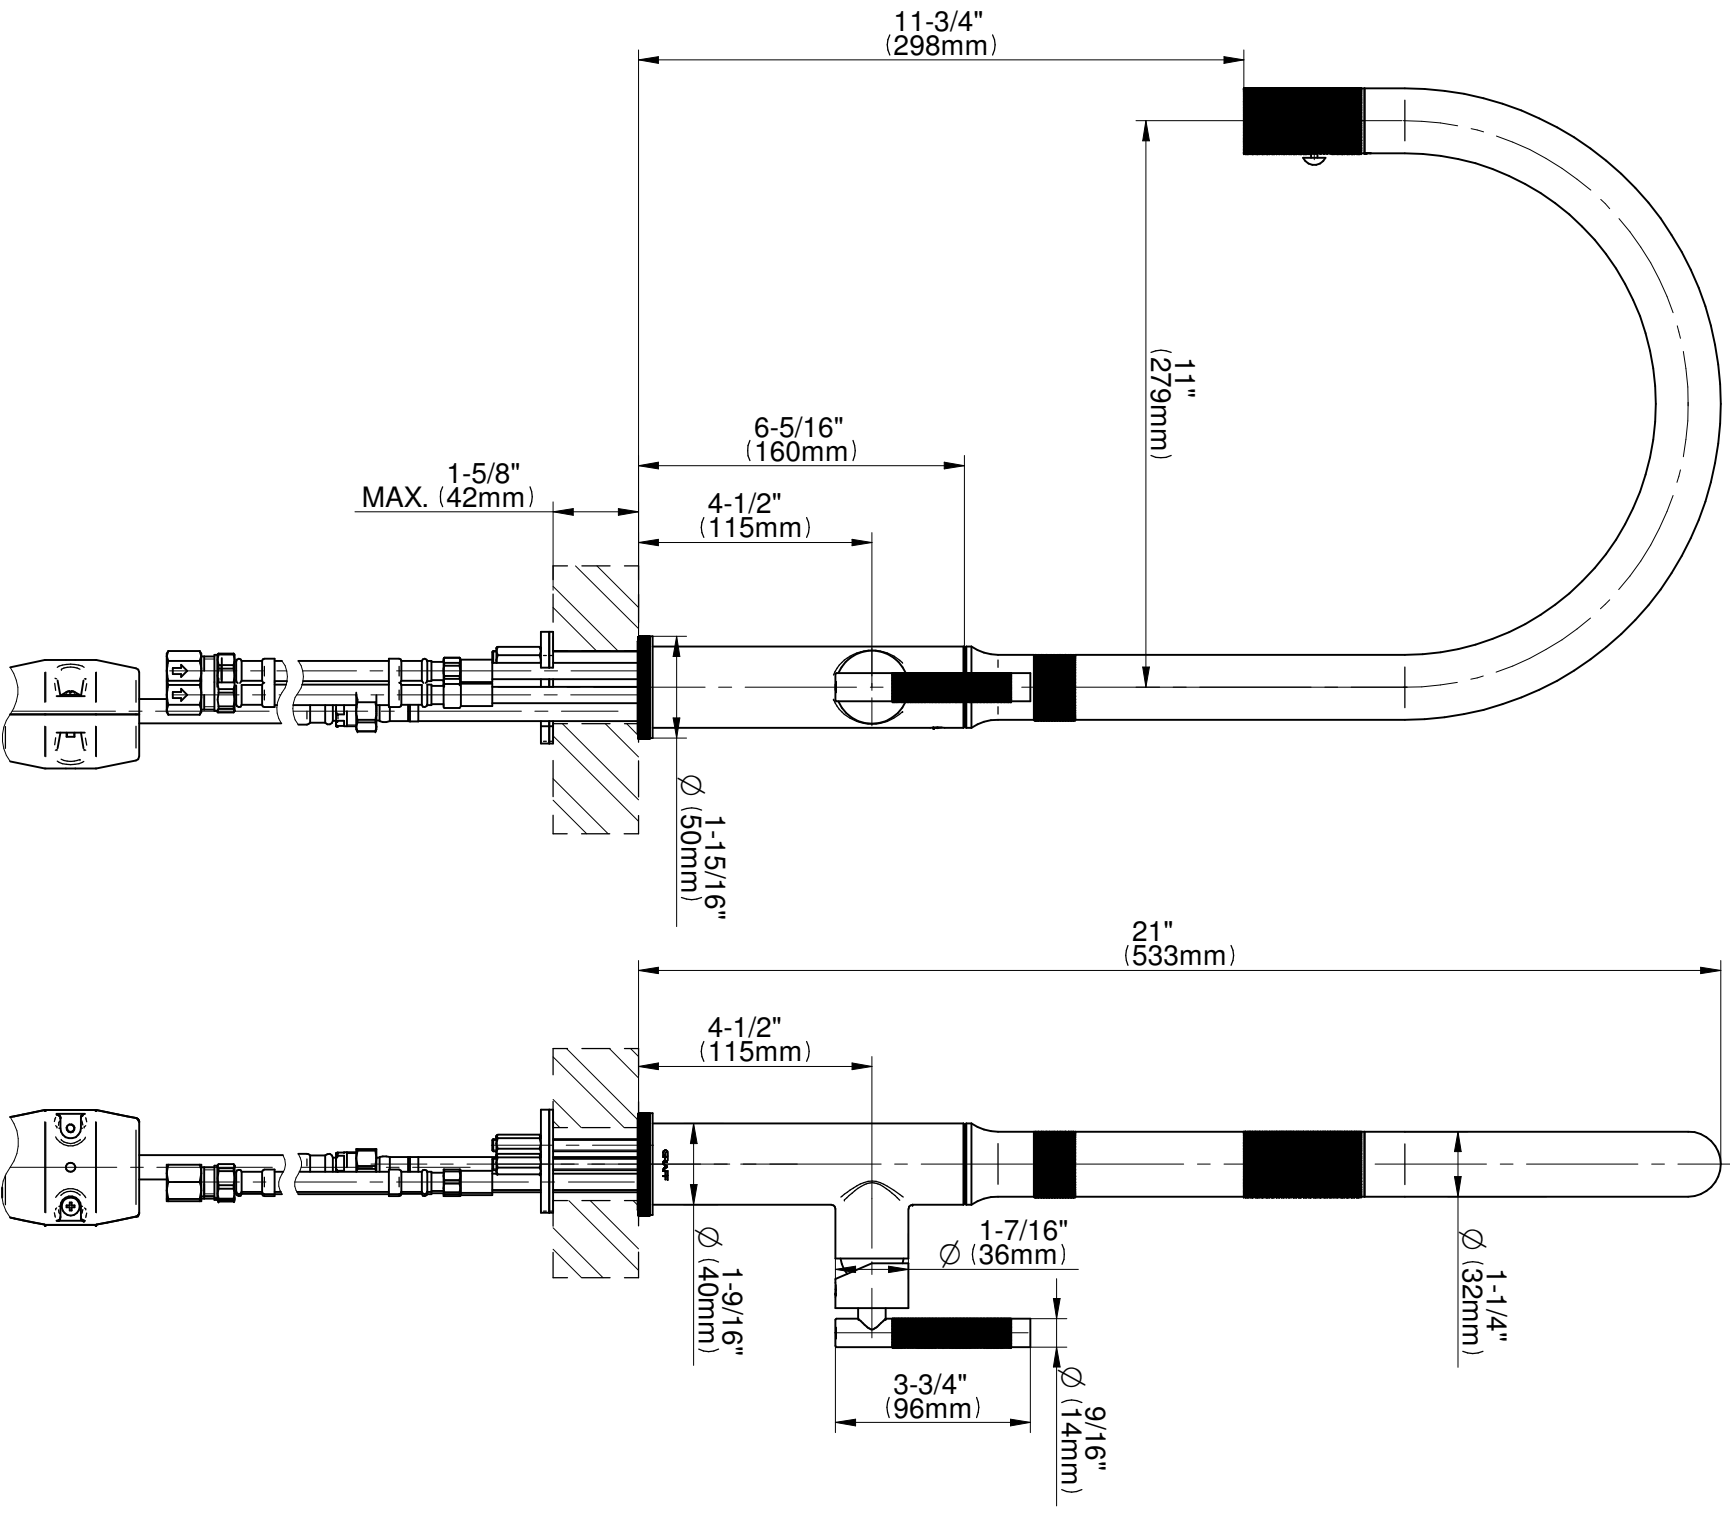 11-3/4"
(298mm)
11"
(279mm)
6-5/16"
(160mm)
1-5/8"
MAX. (42mm)
4-1/2"
(115mm)
Ø 1-15/16"
(50mm)
21"
(533mm)
4-1/2"
(115mm)
GRAFF
1-7/16"
Ø (36mm)
Ø 1-9/16"
(40mm)
Ø 1-1/4"
(32mm)
3-3/4"
(96mm)
Ø 9/16"
(14mm)